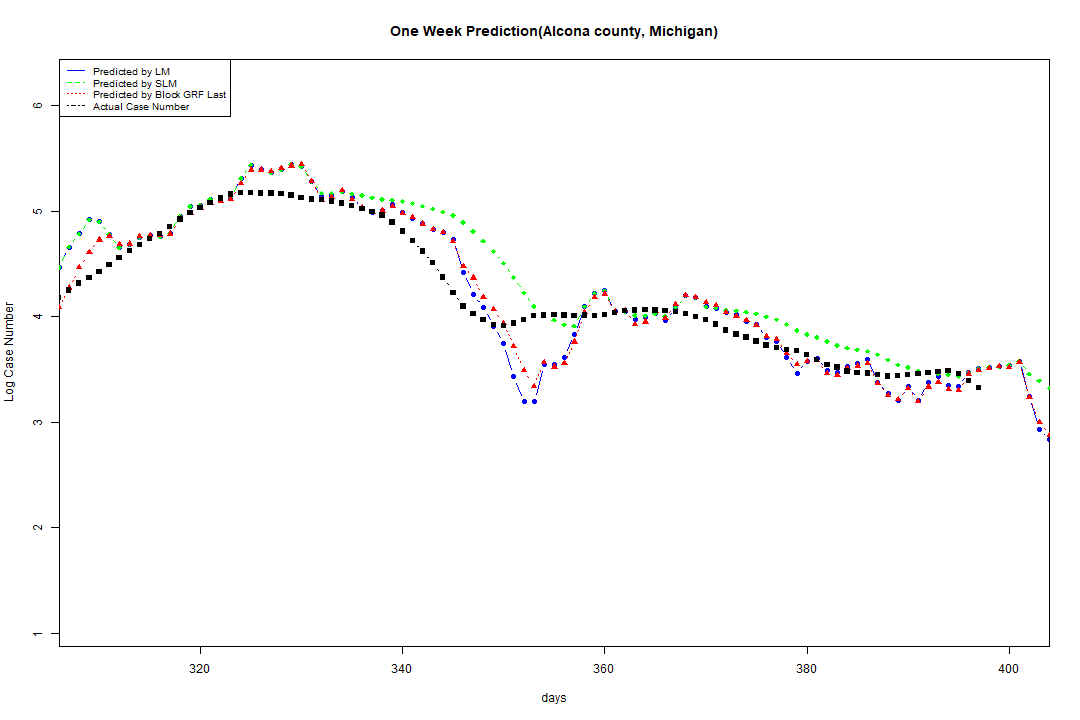 One Week Prediction(Alcona county, Michigan)
Predicted by LM
Predicted by SLM
Predicted by Block GRF Last
Actual Case Number
6
5
4
3
2
1
Log Case Number
320
340
360
380
400
days